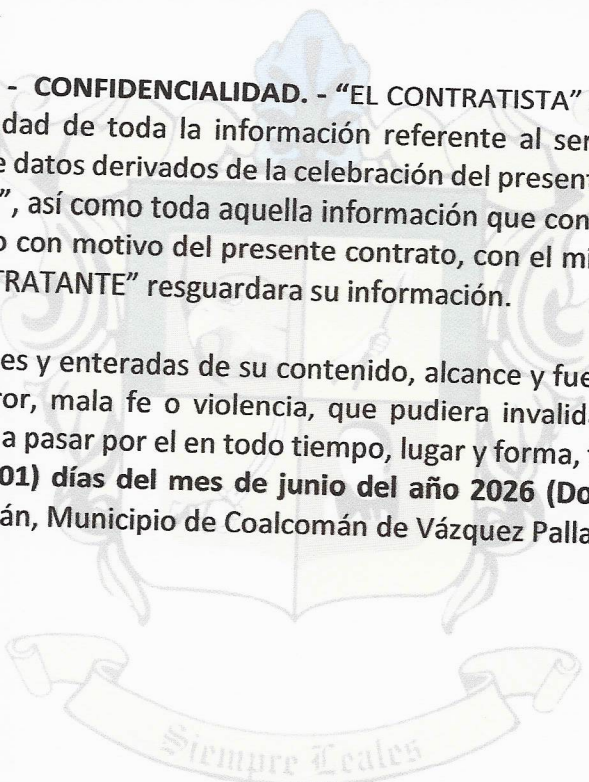 - CONFIDENCIALIDAD. - “EL CONTRATISTA”
dad de toda la información referente al ser
e datos derivados de la celebración del present
”, así como toda aquella información que con
o con motivo del presente contrato, con el mi
TRATANTE” resguardara su información.
es y enteradas de su contenido, alcance y fue
or, mala fe o violencia, que pudiera invalid
a pasar por el en todo tiempo, lugar y forma,
01) días del mes de junio del año 2026 (Do
án, Municipio de Coalcomán de Vázquez Palla
Siempre Leales